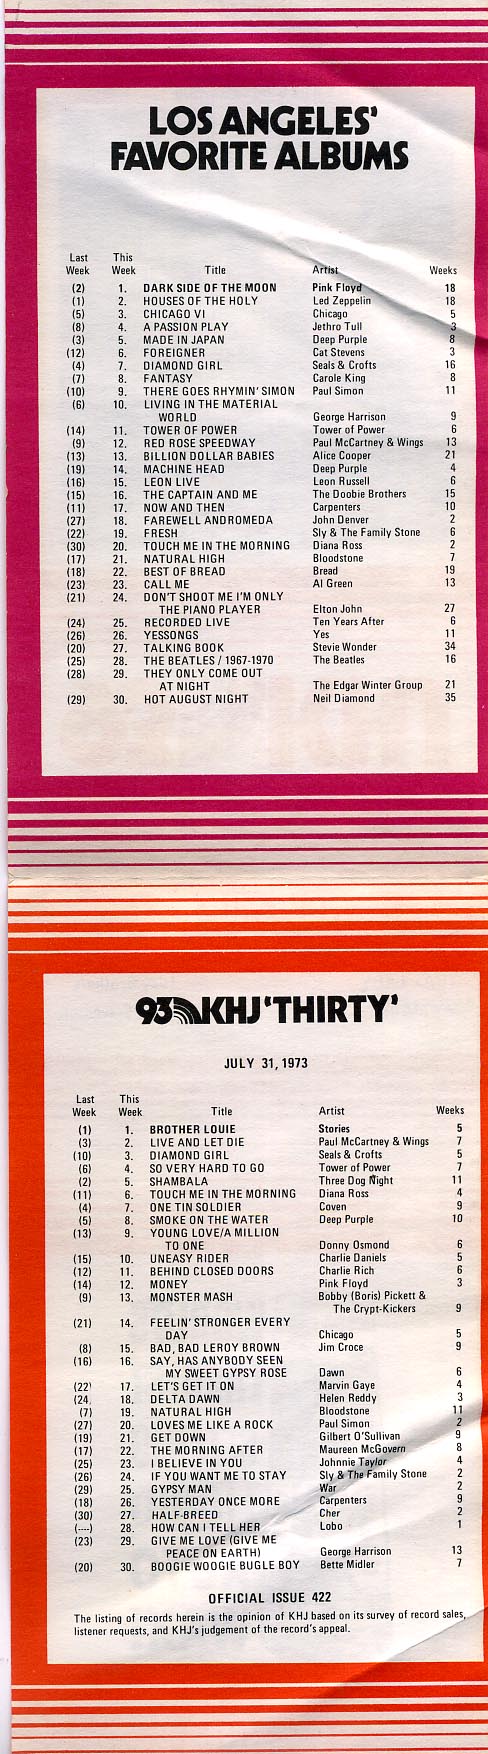 LOS ANGELES'
FAVORITE ALBUMS
Last This
Week Week Title Artist Weeks
(2) 1. DARK SIDE OF THE MOON Pink Floyd 18
(1) 2. HOUSES OF THE HOLY Led Zeppelin 18
(5) 3. CHICAGO VI Chicago 5
(8) 4. A PASSION PLAY Jethro Tull 3
(3) 5. MADE IN JAPAN Deep Purple 8
(12) 6. FOREIGNER Cat Stevens 3
(4) 7. DIAMOND GIRL Seals & Crofts 16
(7) 8. FANTASY Carole King 8
(10) 9. THERE GOES RHYMIN' SIMON Paul Simon 11
(6) 10. LIVING IN THE MATERIAL
WORLD George Harrison 9
(14) 11. TOWER OF POWER Tower of Power 6
(9) 12. RED ROSE SPEEDWAY Paul McCartney & Wings 13
(13) 13. BILLION DOLLAR BABIES Alice Cooper 21
(19) 14. MACHINE HEAD Deep Purple 4
(16) 15. LEON LIVE Leon Russell 6
(15) 16. THE CAPTAIN AND ME The Doobie Brothers 15
(11) 17. NOW AND THEN Carpenters 10
(27) 18. FAREWELL ANDROMEDA John Denver 2
(22) 19. FRESH Sly & The Family Stone 6
(30) 20. TOUCH ME IN THE MORNING Diana Ross 2
(17) 21. NATURAL HIGH Bloodstone 7
(18) 22. BEST OF BREAD Bread 19
(23) 23. CALL ME Al Green 13
(21) 24. DON'T SHOOT ME I'M ONLY
THE PIANO PLAYER Elton John 27
(24) 25. RECORDED LIVE Ten Years After 6
(26) 26. YESSONGS Yes 11
(20) 27. TALKING BOOK Stevie Wonder 34
(25) 28. THE BEATLES / 1967-1970 The Beatles 16
(28) 29. THEY ONLY COME OUT
AT NIGHT The Edgar Winter Group 21
(29) 30. HOT AUGUST NIGHT Neil Diamond 35
93 KHJ 'THIRTY'
JULY 31, 1973
Last This
Week Week Title Artist Weeks
(1) 1. BROTHER LOUIE Stories 5
(3) 2. LIVE AND LET DIE Paul McCartney & Wings 7
(10) 3. DIAMOND GIRL Seals & Crofts 5
(6) 4. SO VERY HARD TO GO Tower of Power 7
(2) 5. SHAMBALA Three Dog Night 11
(11) 6. TOUCH ME IN THE MORNING Diana Ross 4
(4) 7. ONE TIN SOLDIER Coven 9
(5) 8. SMOKE ON THE WATER Deep Purple 10
(13) 9. YOUNG LOVE/A MILLION
TO ONE Donny Osmond 6
(15) 10. UNEASY RIDER Charlie Daniels 5
(12) 11. BEHIND CLOSED DOORS Charlie Rich 6
(14) 12. MONEY Pink Floyd 3
(9) 13. MONSTER MASH Bobby (Boris) Pickett &
The Crypt-Kickers 9
(21) 14. FEELIN' STRONGER EVERY
DAY Chicago 5
(8) 15. BAD, BAD LEROY BROWN Jim Croce 9
(16) 16. SAY, HAS ANYBODY SEEN
MY SWEET GYPSY ROSE Dawn 6
(22) 17. LET'S GET IT ON Marvin Gaye 4
(24 18. DELTA DAWN Helen Reddy 3
(7) 19. NATURAL HIGH Bloodstone 11
(27) 20. LOVES ME LIKE A ROCK Paul Simon 2
(19) 21. GET DOWN Gilbert O'Sullivan 9
(17) 22. THE MORNING AFTER Maureen McGovern 8
(25) 23. I BELIEVE IN YOU Johnnie Taylor 4
(26) 24. IF YOU WANT ME TO STAY Sly & The Family Stone 2
(29) 25. GYPSY MAN War 2
(18) 26. YESTERDAY ONCE MORE Carpenters 9
(30) 27. HALF-BREED Cher 2
(----) 28. HOW CAN I TELL HER Lobo 1
(23) 29. GIVE ME LOVE (GIVE ME
PEACE ON EARTH) George Harrison 13
(20) 30. BOOGIE WOOGIE BUGLE BOY Bette Midler 7
OFFICIAL ISSUE 422
The listing of records herein is the opinion of KHJ based on its survey of record sales,
listener requests, and KHJ's judgement of the record's appeal.